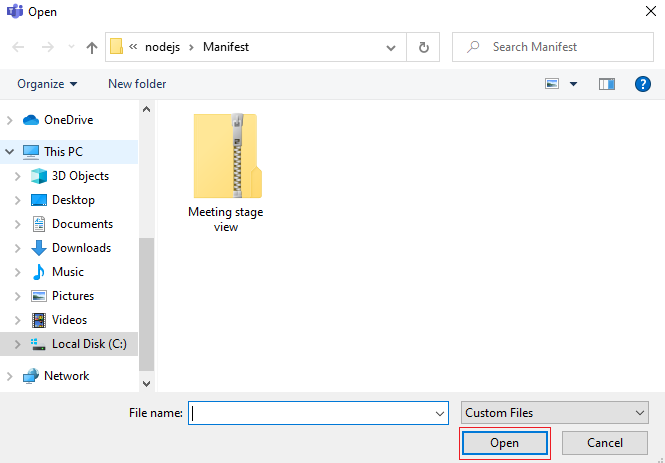 Open
« nodejs > Manifest
Search Manifest
Organize
New folder
OneDrive
This PC
3D Objects
Desktop
Documents
Downloads
Music
Pictures
Videos
Local Disk (C:)
Network
Meeting stage
view
File name:
Custom Files
Open
Cancel